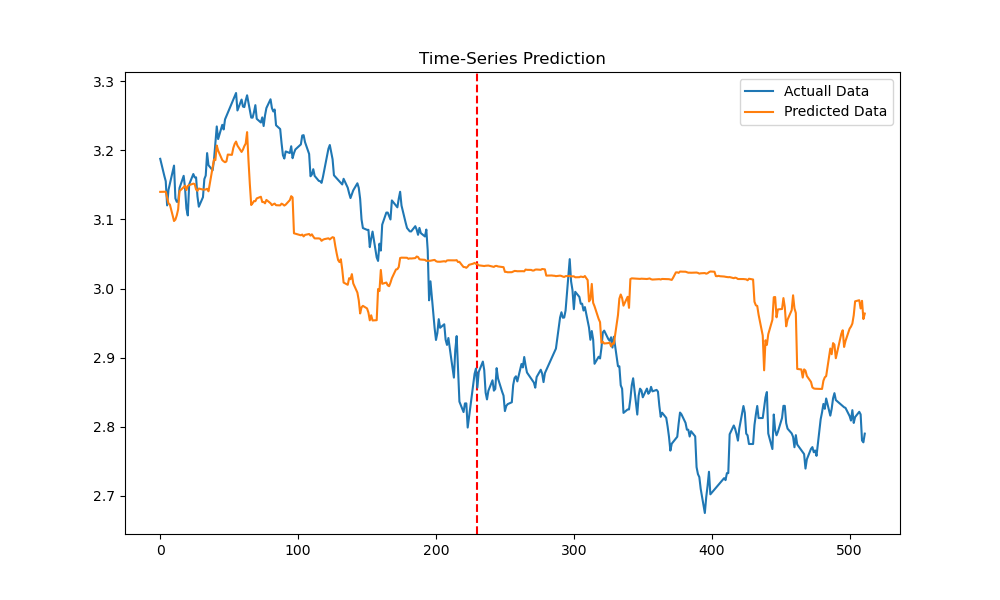 Time-Series Prediction
Actuall Data
Predicted Data
3.3
3.2
3.1
3.0
2.9
2.8
2.7
0 100 200 300 400 500